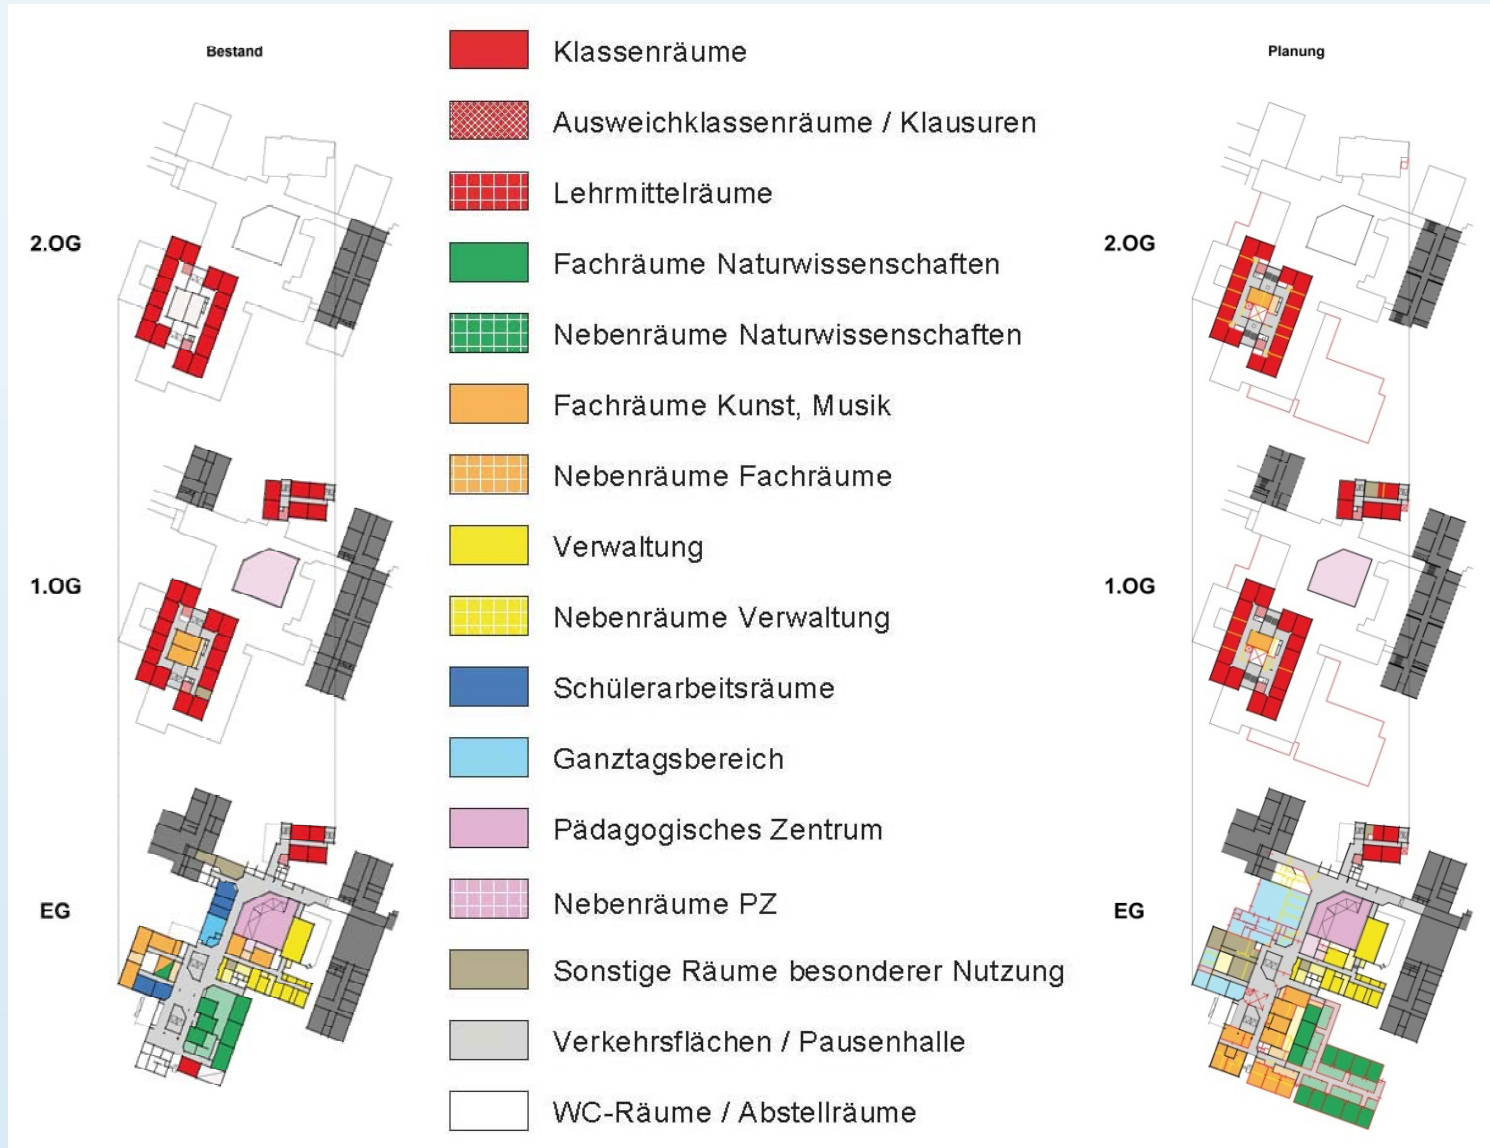 Bestand
2.OG
1.OG
EG
Klassenräume
Ausweichklassenräume / Klausuren
Lehrmittelräume
Fachräume Naturwissenschaften
Nebenräume Naturwissenschaften
Fachräume Kunst, Musik
Nebenräume Fachräume
Verwaltung
Nebenräume Verwaltung
Schülerarbeitsräume
Ganztagsbereich
Pädagogisches Zentrum
Nebenräume PZ
Sonstige Räume besonderer Nutzung
Verkehrsflächen / Pausenhalle
WC-Räume / Abstellräume
Planung
2.OG
1.OG
EG